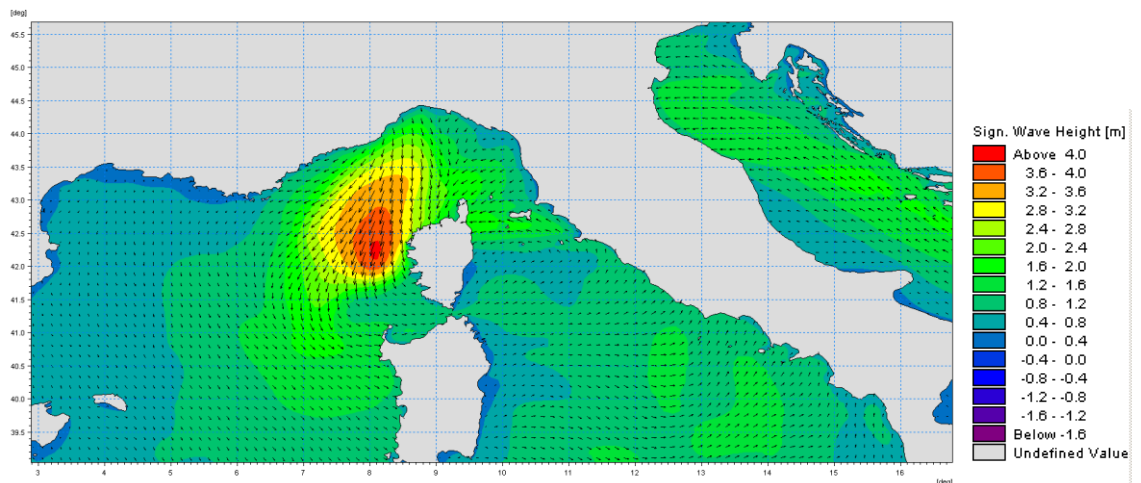 [deg]
45.5
45.0
44.5
44.0
43.5
43.0
42.5
42.0
41.5
41.0
40.5
40.0
39.5
3 4 5 6 7 8 9 10 11 12 13 14 15 16
[deg]
Sign. Wave Height [m]
Above 4.0
3.6 - 4.0
3.2 - 3.6
2.8 - 3.2
2.4 - 2.8
2.0 - 2.4
1.6 - 2.0
1.2 - 1.6
0.8 - 1.2
0.4 - 0.8
0.0 - 0.4
-0.4 - 0.0
-0.8 - -0.4
-1.2 - -0.8
-1.6 - -1.2
Below -1.6
Undefined Value